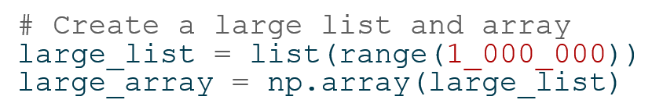 # Create a large list and array
large_list = list(range(1_000_000))
large_array = np.array(large_list)